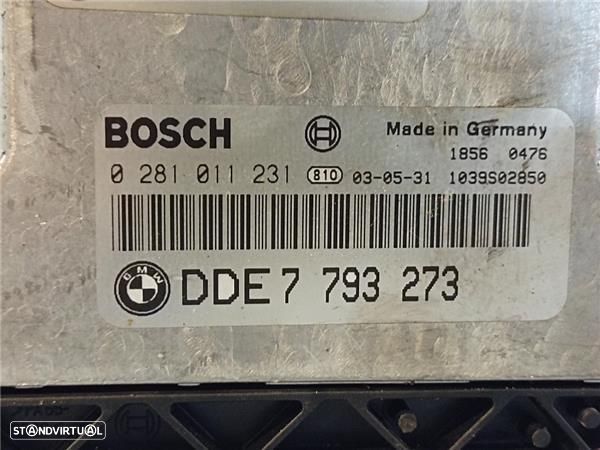 BOSCH Made in Germany
1856 0476
0 281 011 231 810 03-05-31 1039S02850
BMW DDE 7 793 273
STANDVIRTUAL